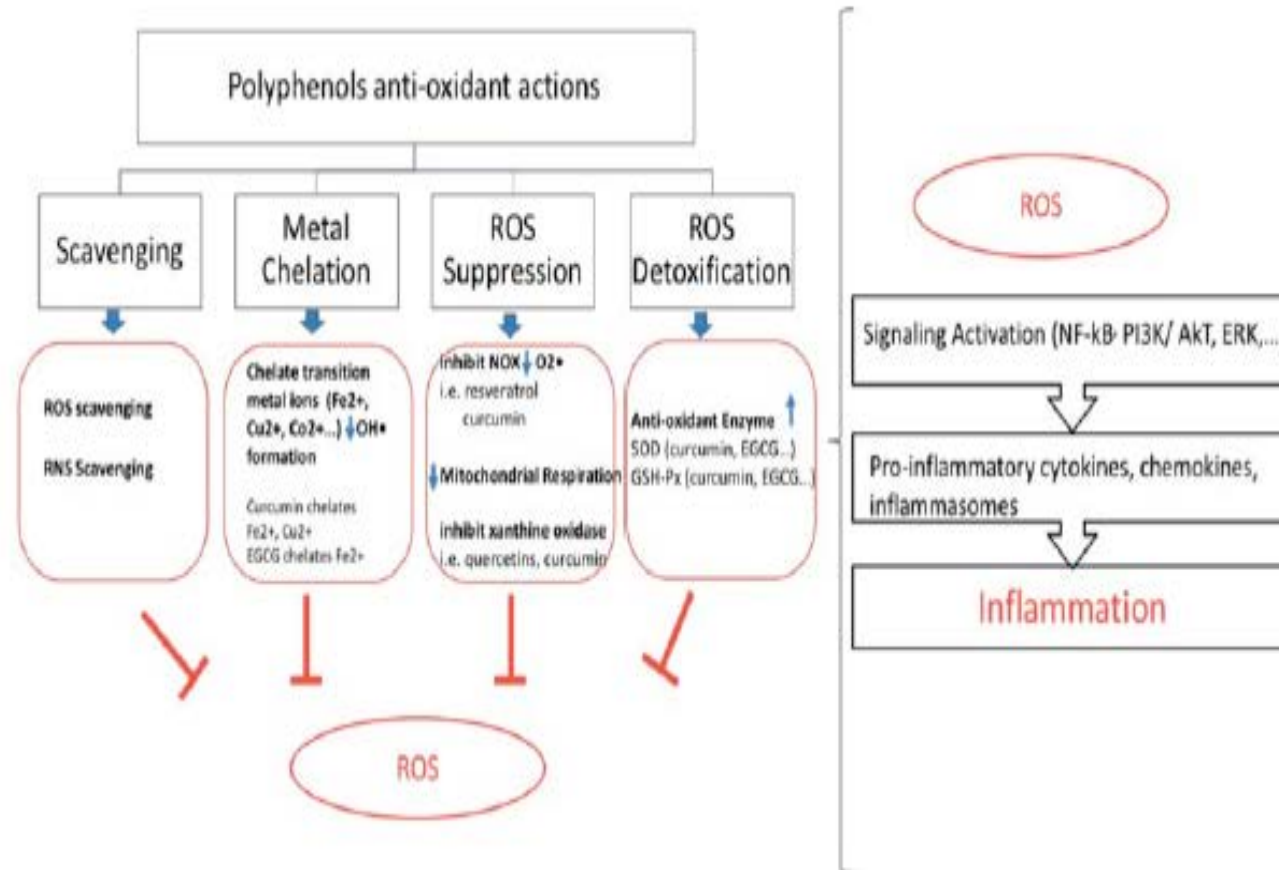 Polyphenols anti-oxidant actions
Scavenging
Metal
Chelation
ROS
Suppression
ROS
Detoxification
ROS scavenging
RNS Scavenging
Chelate transition
metal ions (Fe2+,
Cu2+, Co2+...) ↓OH•
formation
Curcumin chelates
Fe2+, Cu2+
EGCG chelates Fe2+
Inhibit NOX↓ O2•
i.e. resveratrol
curcumin
↓Mitochondrial Respiration
inhibit xanthine oxidase
i.e. quercetins, curcumin
Anti-oxidant Enzyme ↑
SOD (curcumin, EGCG...)
GSH-Px (curcumin, EGCG...)
ROS
ROS
Signaling Activation (NF-kB· PI3K/ AkT, ERK,...
Pro-inflammatory cytokines, chemokines,
inflammasomes
Inflammation